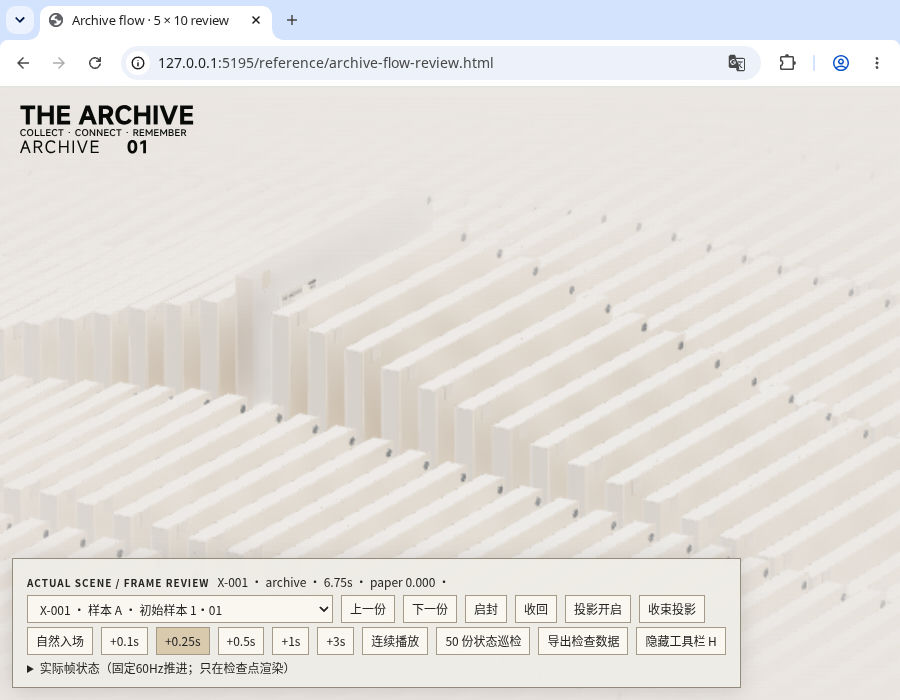 Archive flow · 5 × 10 review
127.0.0.1:5195/reference/archive-flow-review.html
THE ARCHIVE
COLLECT · CONNECT · REMEMBER
ARCHIVE 01
ACTUAL SCENE / FRAME REVIEW X-001 · archive · 6.75s · paper 0.000 ·
X-001 · 样本 A · 初始样本 1·01 上一份 下一份 启封 收回 投影开启 收束投影
自然入场 +0.1s +0.25s +0.5s +1s +3s 连续播放 50 份状态巡检 导出检查数据 隐藏工具栏 H
实际帧状态（固定60Hz推进；只在检查点渲染）